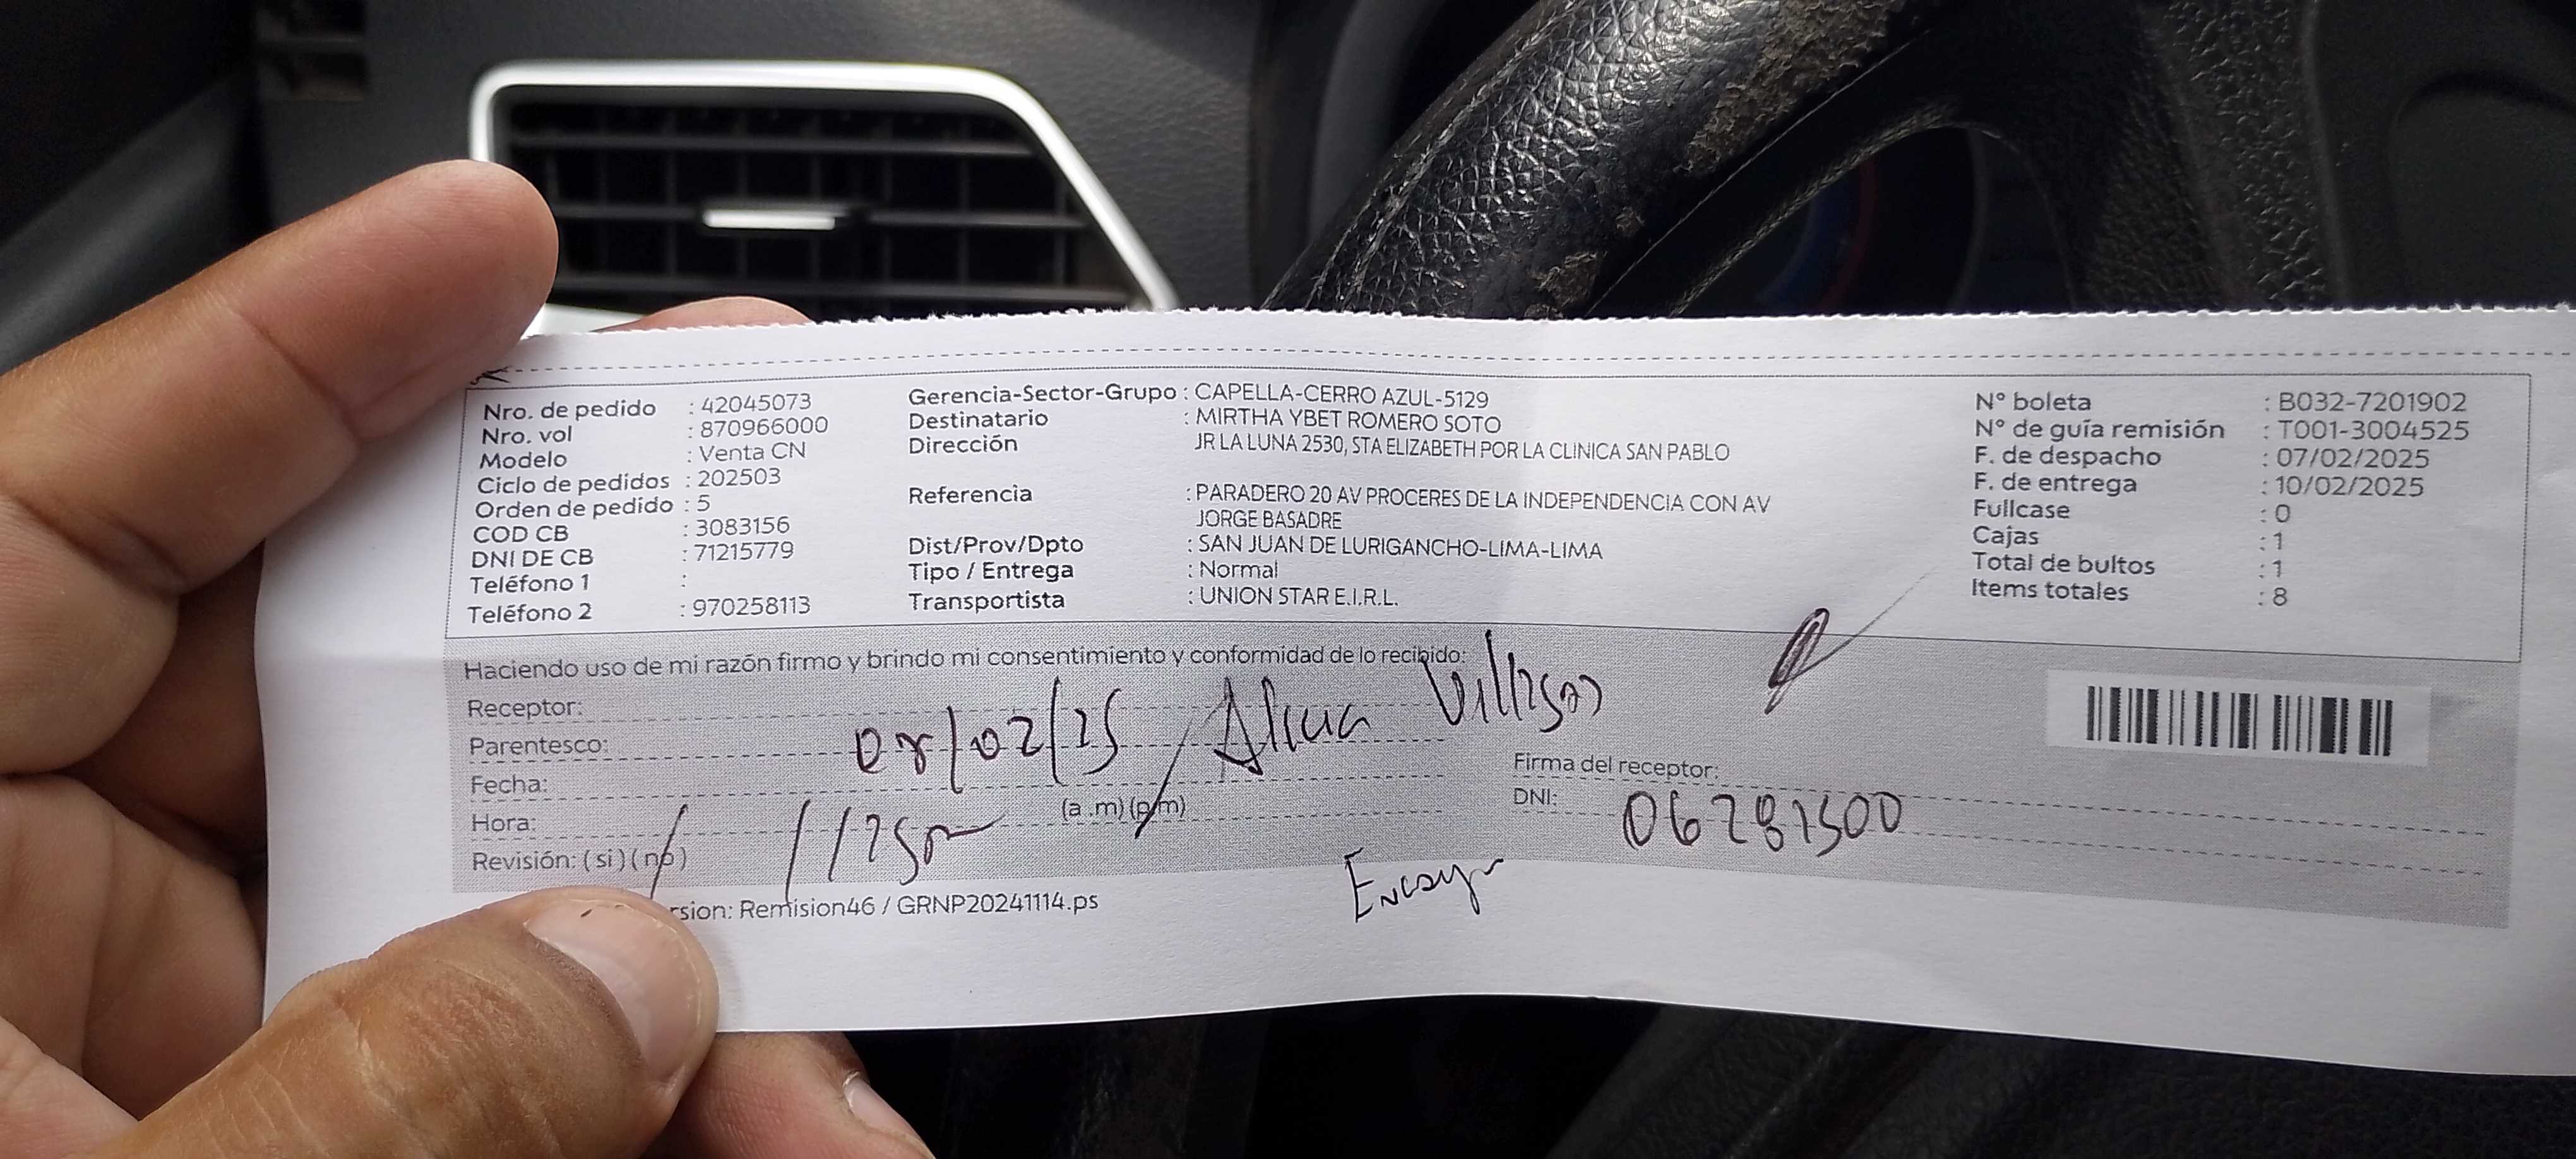 Nro. de pedido : 42045073
Nro. vol : 870966000
Modelo : Venta CN
Ciclo de pedidos : 202503
Orden de pedido : 5
COD CB : 3083156
DNI DE CB : 71215779
Teléfono 1 :
Teléfono 2 : 970258113
Gerencia-Sector-Grupo : CAPELLA-CERRO AZUL-5129
Destinatario : MIRTHA YBET ROMERO SOTO
Dirección JR LA LUNA 2530, STA ELIZABETH POR LA CLINICA SAN PABLO
Referencia : PARADERO 20 AV PROCERES DE LA INDEPENDENCIA CON AV
JORGE BASADRE
Dist/Prov/Dpto : SAN JUAN DE LURIGANCHO-LIMA-LIMA
Tipo / Entrega : Normal
Transportista : UNION STAR E.I.R.L.
N° boleta : B032-7201902
N° de guía remisión : T001-3004525
F. de despacho : 07/02/2025
F. de entrega : 10/02/2025
Fullcase : 0
Cajas : 1
Total de bultos : 1
Items totales : 8
Haciendo uso de mi razón firmo y brindo mi consentimiento y conformidad de lo recibido:
Receptor:
Parentesco:
08/02/25
Fecha:
Hora: (a.m) (p.m)
Revisión: (si) (no)
Firma del receptor:
DNI: 06281500
rsion: Remision46 / GRNP20241114.ps